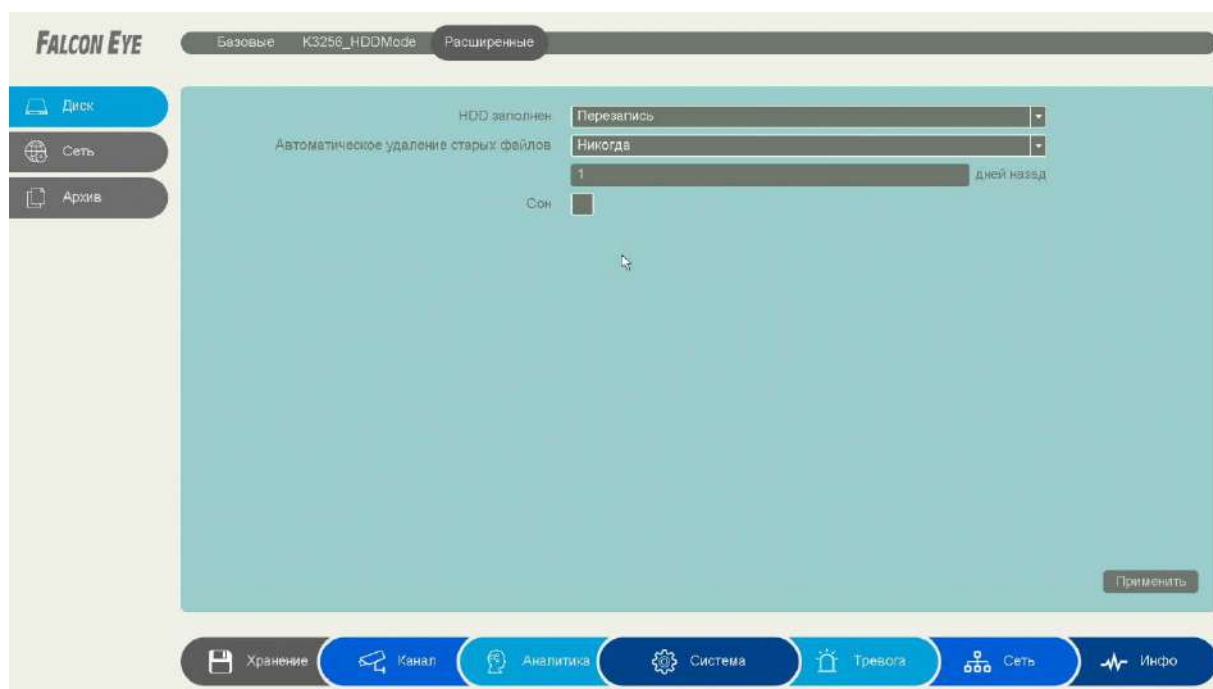 FALCON EYE
Базовые K3256_HDDMode Расширенные
Диск
Сеть
Архив
HDD заполнен Перезапись
Автоматическое удаление старых файлов Никогда
1 дней назад
Сон
Применить
Хранение Канал Аналитика Система Тревога Сеть Инфо